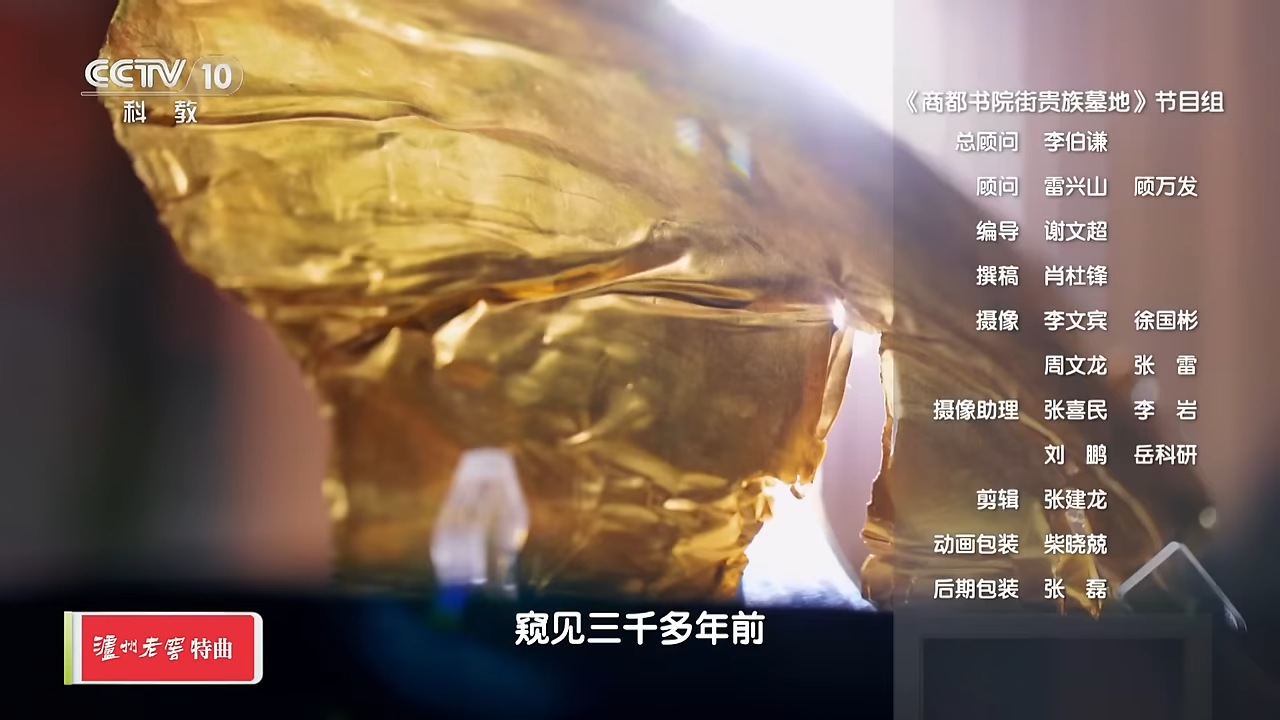 CCTV 10
科 教
《商都书院街贵族墓地》节目组
总顾问 李伯谦
顾问 雷兴山 顾万发
编导 谢文超
撰稿 肖杜锋
摄像 李文宾 徐国彬
周文龙 张 雷
摄像助理 张喜民 李 岩
刘 鹏 岳科研
剪辑 张建龙
动画包装 柴晓兢
后期包装 张 磊
窥见三千多年前
泸州老窖特曲